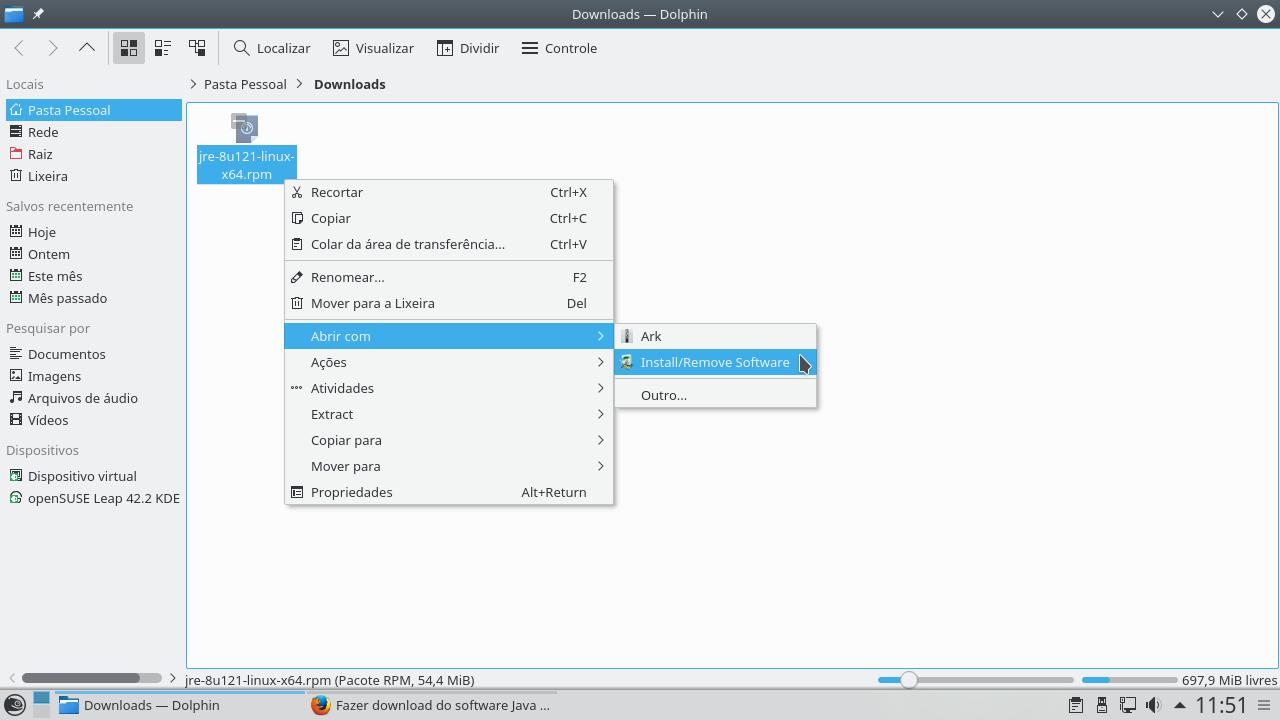 Downloads — Dolphin
Localizar
Visualizar
Dividir
Controle
Locais
Pasta Pessoal
Rede
Raiz
Lixeira
Salvos recentemente
Hoje
Ontem
Este mês
Mês passado
Pesquisar por
Documentos
Imagens
Arquivos de áudio
Vídeos
Dispositivos
Dispositivo virtual
openSUSE Leap 42.2 KDE
Pasta Pessoal > Downloads
jre-8u121-linux-
x64.rpm
Recortar Ctrl+X
Copiar Ctrl+C
Colar da área de transferência... Ctrl+V
Renomear... F2
Mover para a Lixeira Del
Abrir com
Ações
Atividades
Extract
Copiar para
Mover para
Propriedades Alt+Return
Ark
Install/Remove Software
Outro...
jre-8u121-linux-x64.rpm (Pacote RPM, 54,4 MiB)
697,9 MiB livres
Downloads — Dolphin
Fazer download do software Java ...
11:51